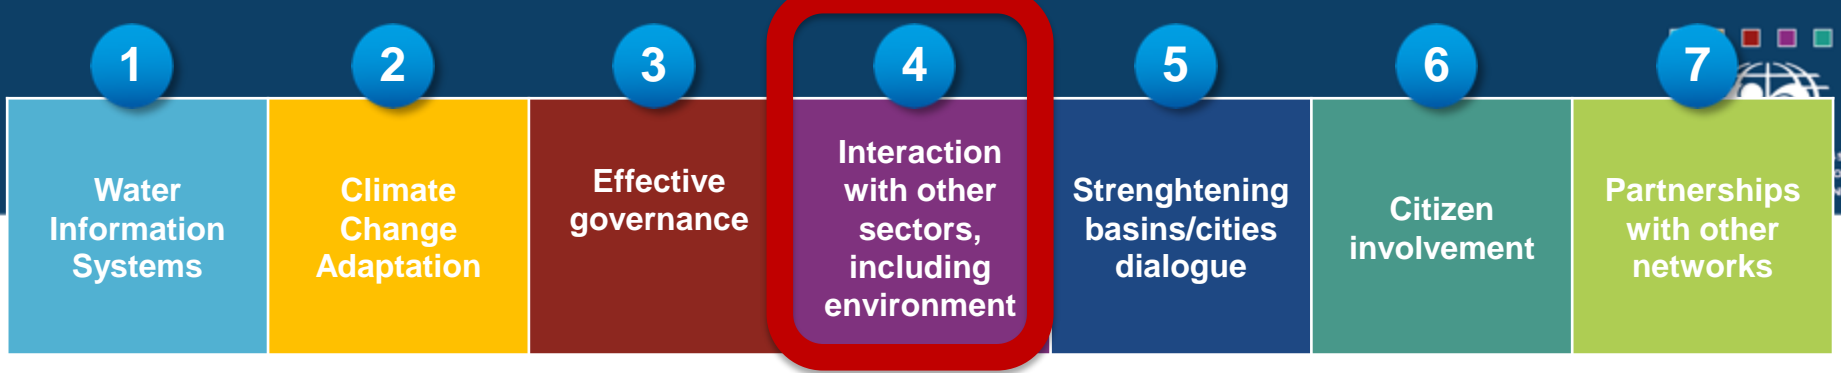 1
Water
Information
Systems
2
Climate
Change
Adaptation
3
Effective
governance
4
Interaction
with other
sectors,
including
environment
5
Strenghtening
basins/cities
dialogue
6
Citizen
involvement
7
Partnerships
with other
networks